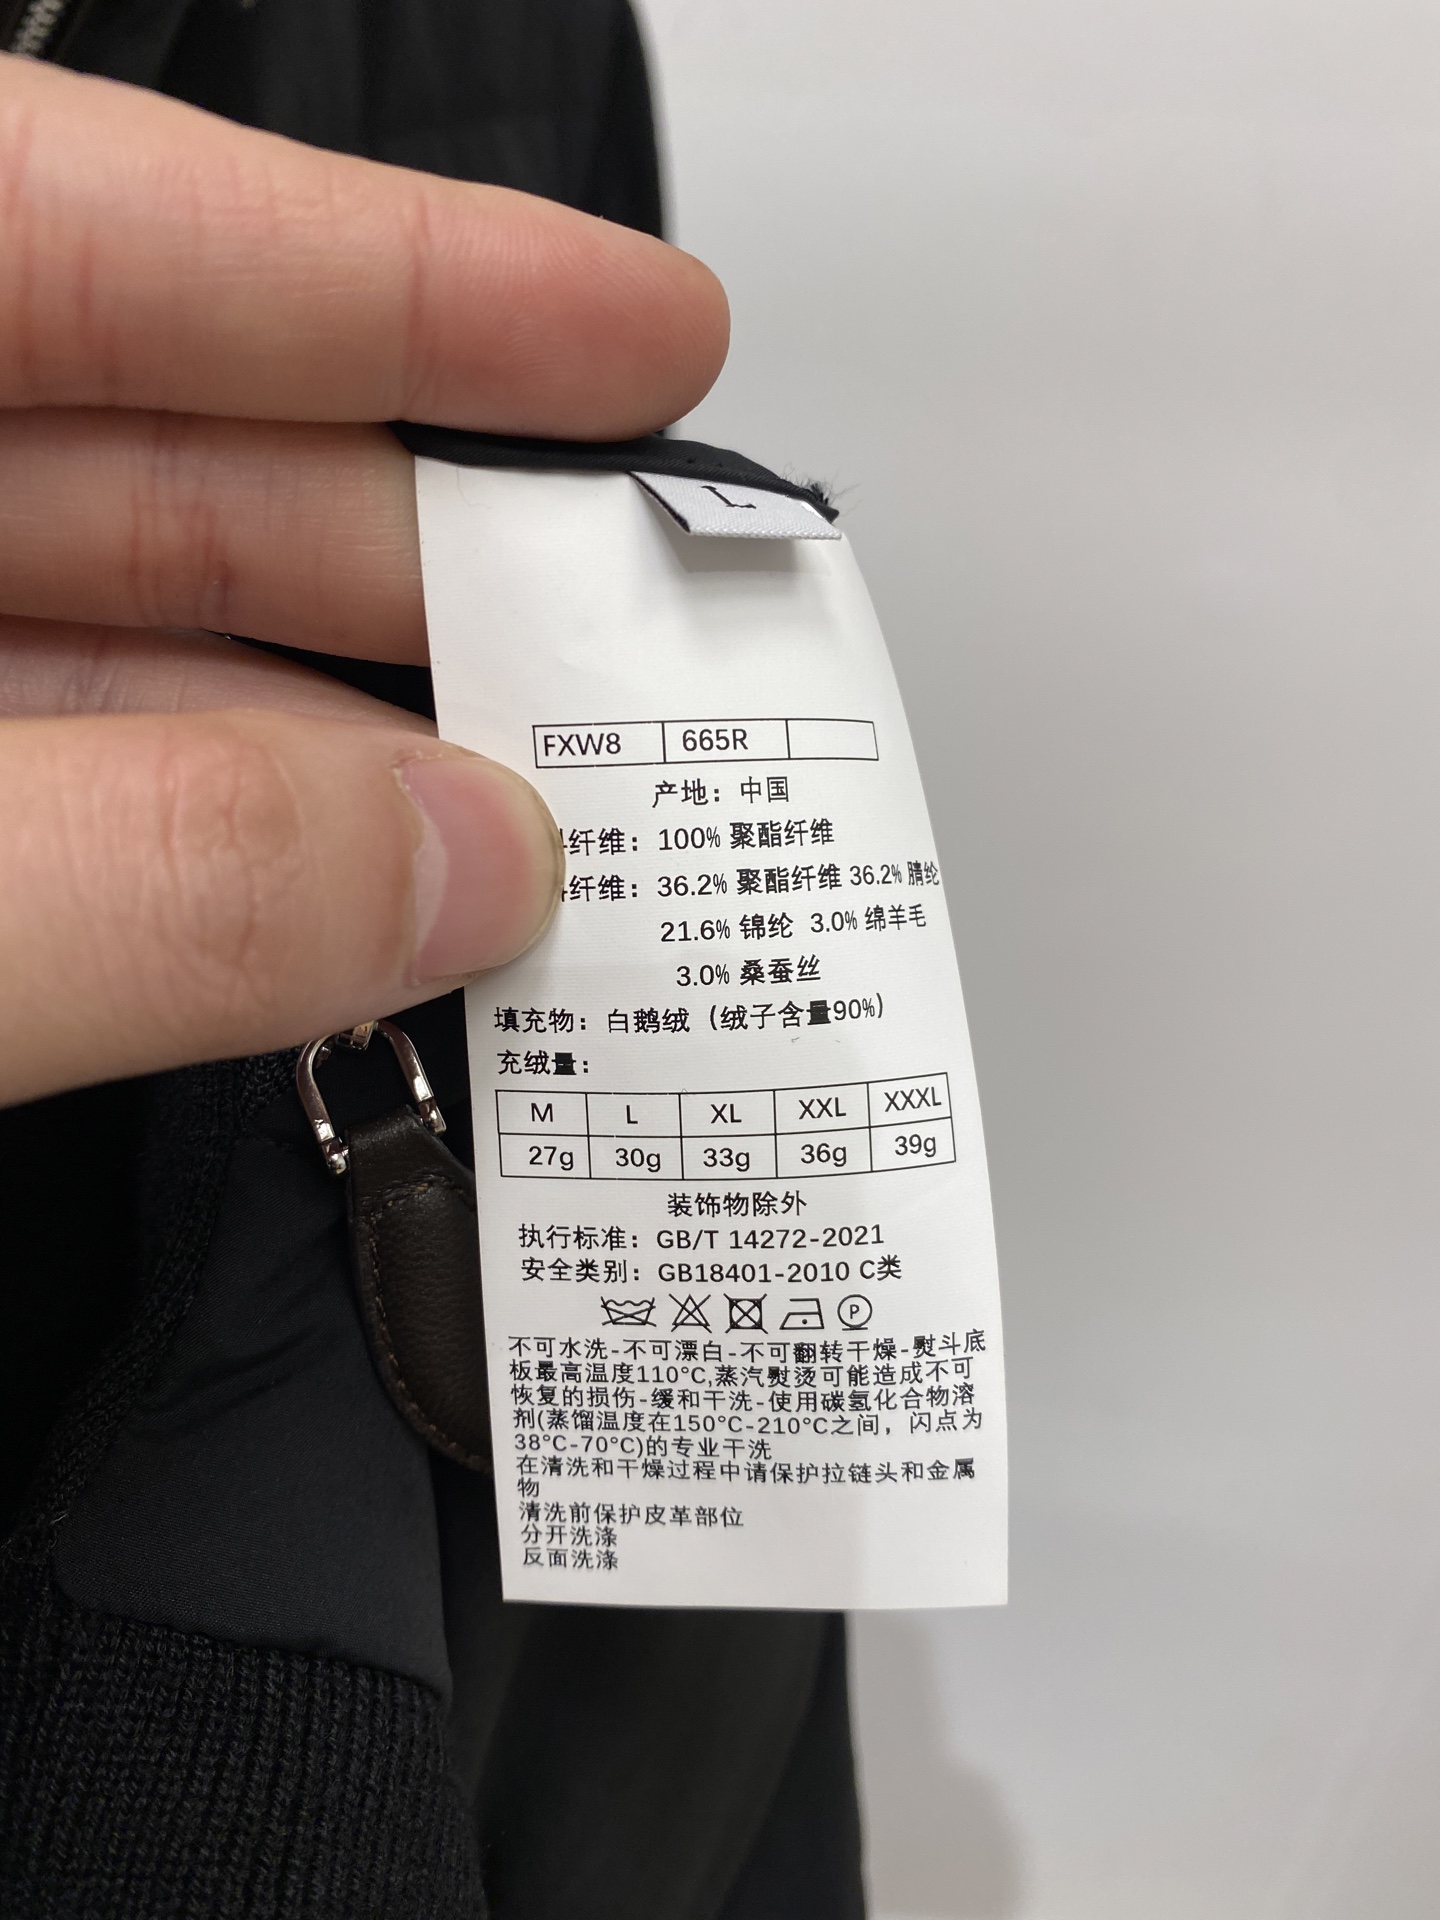 L
FXW8 665R
产地：中国
纤维：100% 聚酯纤维
纤维：36.2% 聚酯纤维 36.2% 腈纶
21.6% 锦纶 3.0% 绵羊毛
3.0% 桑蚕丝
填充物：白鹅绒（绒子含量90%）
充绒量：
M L XL XXL XXXL
27g 30g 33g 36g 39g
装饰物除外
执行标准：GB/T 14272-2021
安全类别：GB18401-2010 C类
P
不可水洗-不可漂白-不可翻转干燥-熨斗底
板最高温度110°C,蒸汽熨烫可能造成不可
恢复的损伤-缓和干洗-使用碳氢化合物溶
剂(蒸馏温度在150°C-210°C之间，闪点为
38°C-70°C)的专业干洗
在清洗和干燥过程中请保护拉链头和金属
物
清洗前保护皮革部位
分开洗涤
反面洗涤